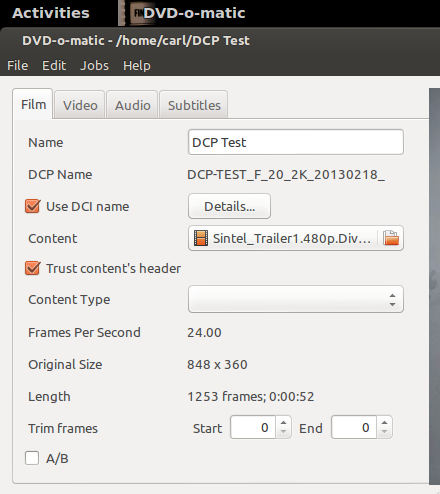 Activities DVD-o-matic
DVD-o-matic - /home/carl/DCP Test
File Edit Jobs Help
Film Video Audio Subtitles
Name DCP Test
DCP Name DCP-TEST_F_20_2K_20130218_
Use DCI name Details...
Content Sintel_Trailer1.480p.Div...
Trust content's header
Content Type
Frames Per Second 24.00
Original Size 848 x 360
Length 1253 frames; 0:00:52
Trim frames Start 0 End 0
A/B